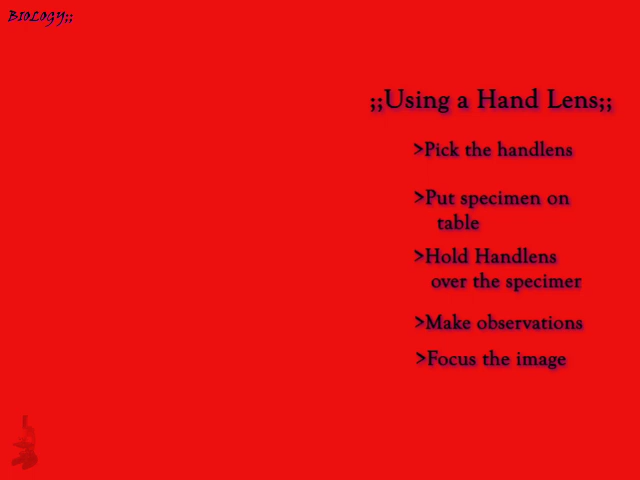 BIOLOGY;;
;;Using a Hand Lens;;
>Pick the handlens
>Put specimen on
table
>Hold Handlens
over the specimer
>Make observations
>Focus the image